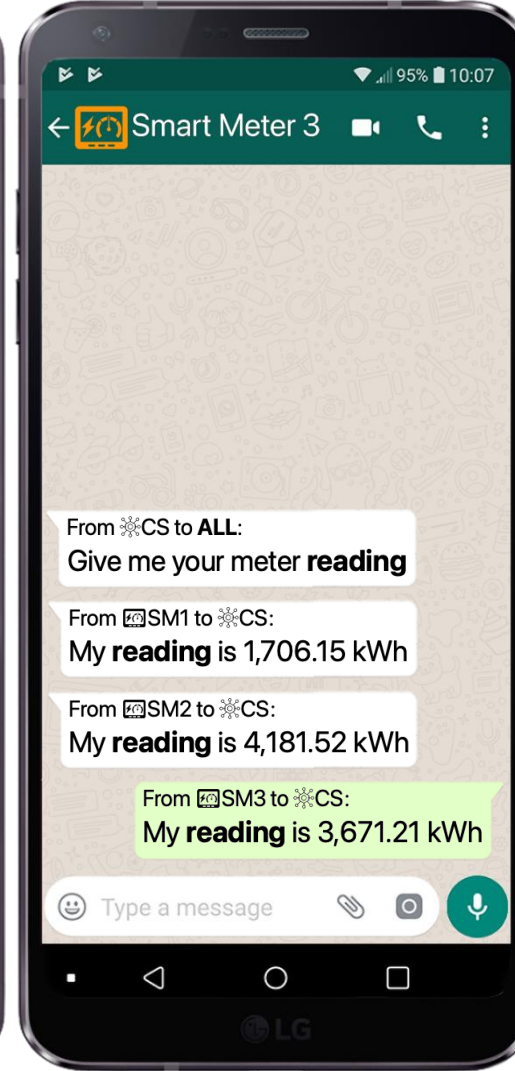 95% 10:07
Smart Meter 3
From CS to ALL:
Give me your meter reading
From SM1 to CS:
My reading is 1,706.15 kWh
From SM2 to CS:
My reading is 4,181.52 kWh
From SM3 to CS:
My reading is 3,671.21 kWh
Type a message
LG